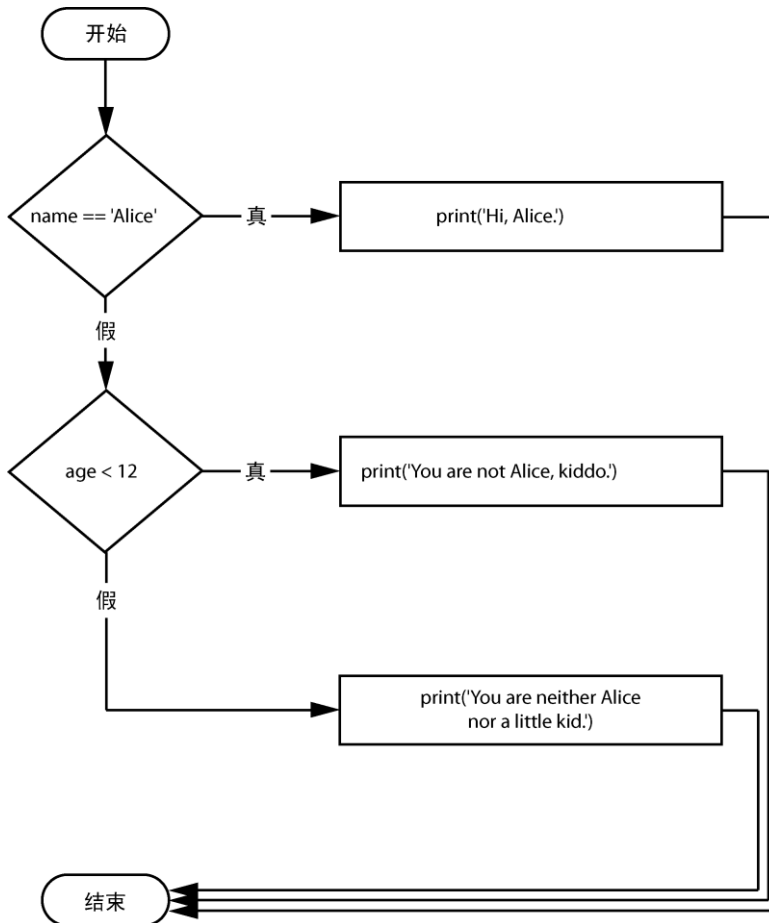 开始
name == 'Alice'
真
print('Hi, Alice.')
假
age < 12
真
print('You are not Alice, kiddo.')
假
print('You are neither Alice
nor a little kid.')
结束